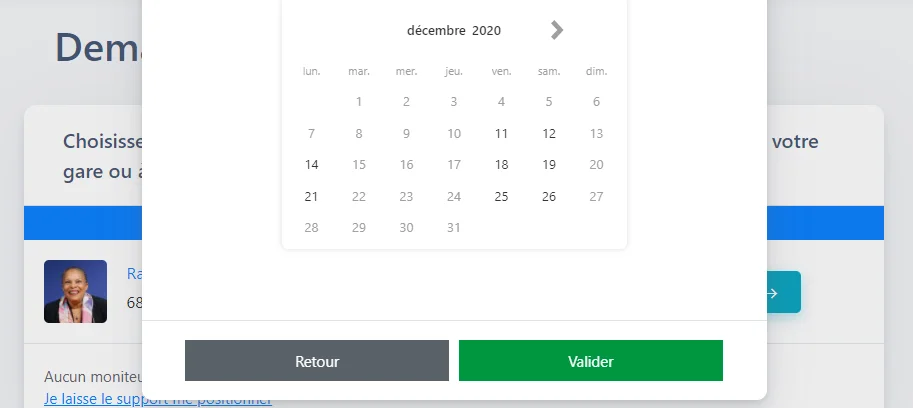 Dema
décembre 2020
lun. mar. mer. jeu. ven. sam. dim.
1 2 3 4 5 6
7 8 9 10 11 12 13
14 15 16 17 18 19 20
21 22 23 24 25 26 27
28 29 30 31
Choisisse votre
gare ou à
Ra
68
Retour Valider
Aucun moniteu
Je laisse le support me positionner